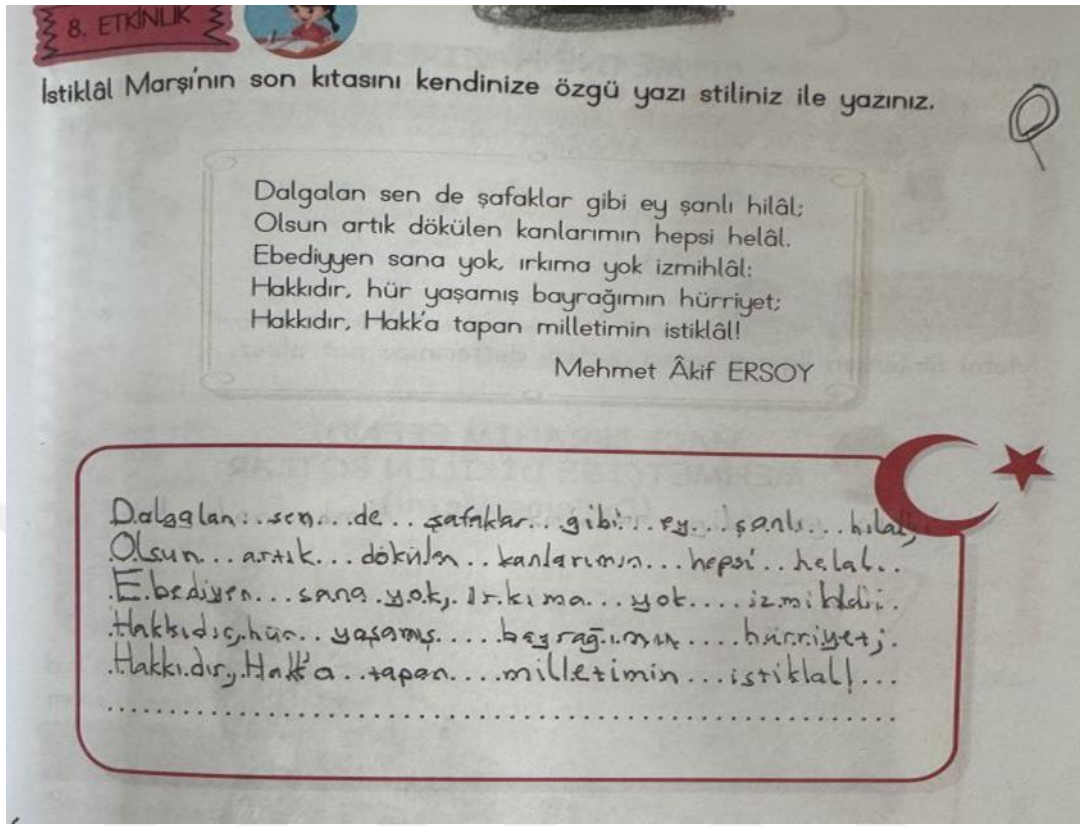 8. ETKİNLİK
İstiklâl Marşı'nın son kıtasını kendinize özgü yazı stiliniz ile yazınız.
Dalgalan sen de şafaklar gibi ey şanlı hilâl;
Olsun artık dökülen kanlarımın hepsi helâl.
Ebediyyen sana yok, ırkıma yok izmihlâl:
Hakkıdır, hür yaşamış bayrağımın hürriyet;
Hakkıdır, Hakk'a tapan milletimin istiklâl!
Mehmet Âkif ERSOY
Dalgalan sen de şafaklar gibi ey şanlı hilal;
Olsun artık dökülen kanlarımın hepsi helal.
Ebediyen sana yok, Irkıma yok
Hakkıdır, hür yaşamış bayrağımın hürriyet;
Hakkıdır, Hakk'a tapan milletimin istiklal!